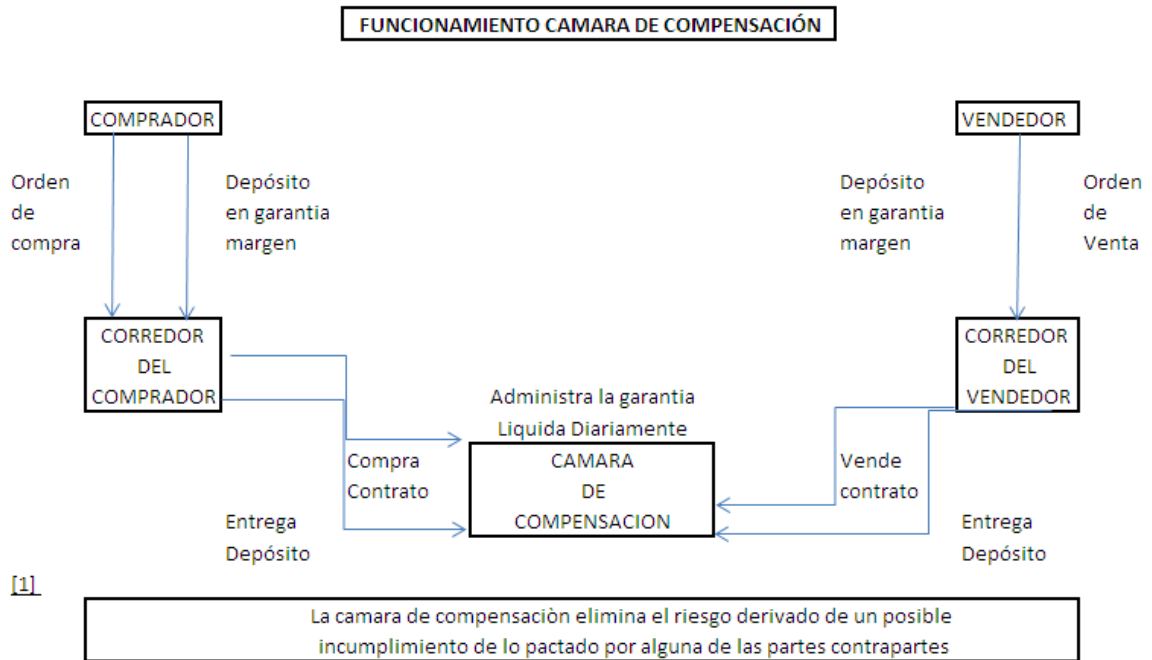 FUNCIONAMIENTO CAMARA DE COMPENSACIÓN
COMPRADOR
VENDEDOR
Orden
de
compra
Depósito
en garantia
margen
Depósito
en garantia
margen
Orden
de
Venta
CORREDOR
DEL
COMPRADOR
CORREDOR
DEL
VENDEDOR
Administra la garantia
Liquida Diariamente
CAMARA
DE
COMPENSACION
Compra
Contrato
Vende
contrato
Entrega
Depósito
Entrega
Depósito
[1]
La camara de compensaciòn elimina el riesgo derivado de un posible
incumplimiento de lo pactado por alguna de las partes contrapartes